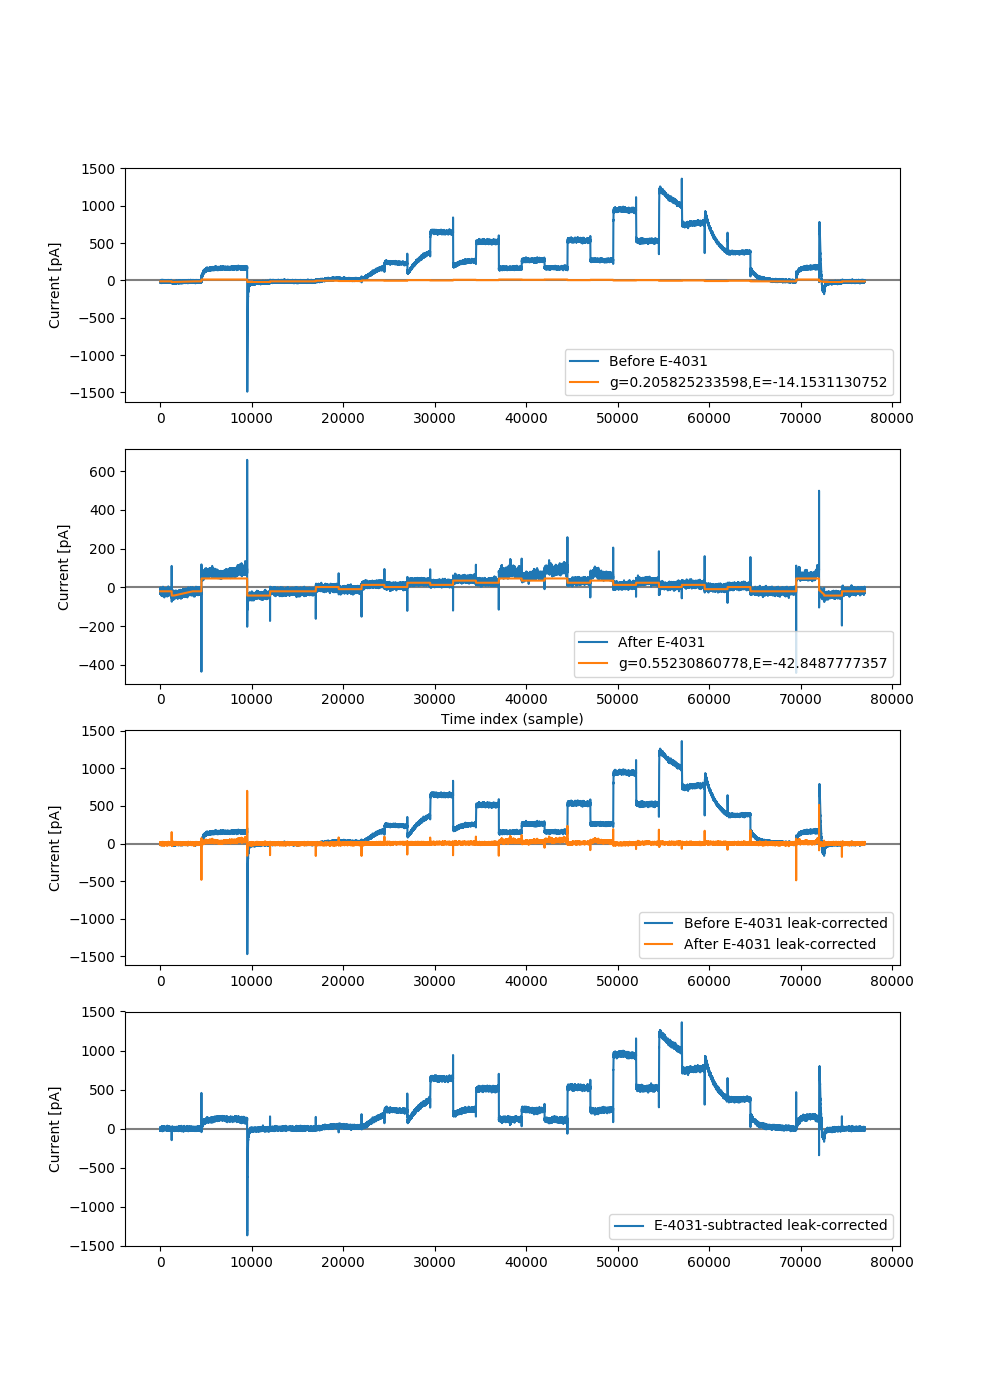 1500
1000
500
0
−500
−1000
−1500
Current [pA]
Before E-4031
g=0.205825233598,E=-14.1531130752
0 10000 20000 30000 40000 50000 60000 70000 80000
600
400
200
0
−200
−400
Current [pA]
After E-4031
g=0.55230860778,E=-42.8487777357
0 10000 20000 30000 40000 50000 60000 70000 80000
Time index (sample)
1500
1000
500
0
−500
−1000
−1500
Current [pA]
Before E-4031 leak-corrected
After E-4031 leak-corrected
0 10000 20000 30000 40000 50000 60000 70000 80000
1500
1000
500
0
−500
−1000
−1500
Current [pA]
E-4031-subtracted leak-corrected
0 10000 20000 30000 40000 50000 60000 70000 80000